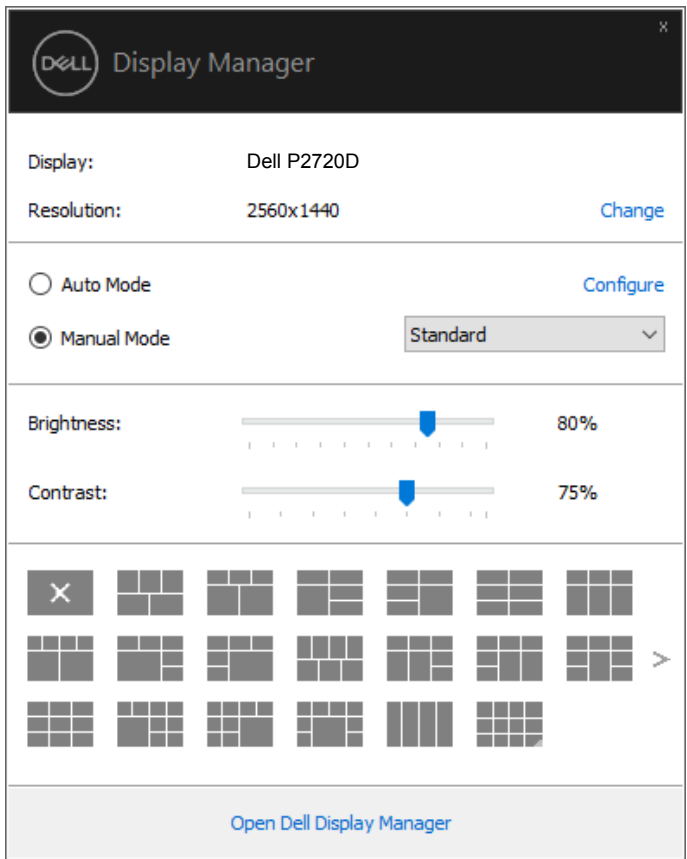 x
DELL Display Manager
Display: Dell P2720D
Resolution: 2560x1440 Change
Auto Mode Configure
Manual Mode Standard
Brightness: 80%
Contrast: 75%
Open Dell Display Manager